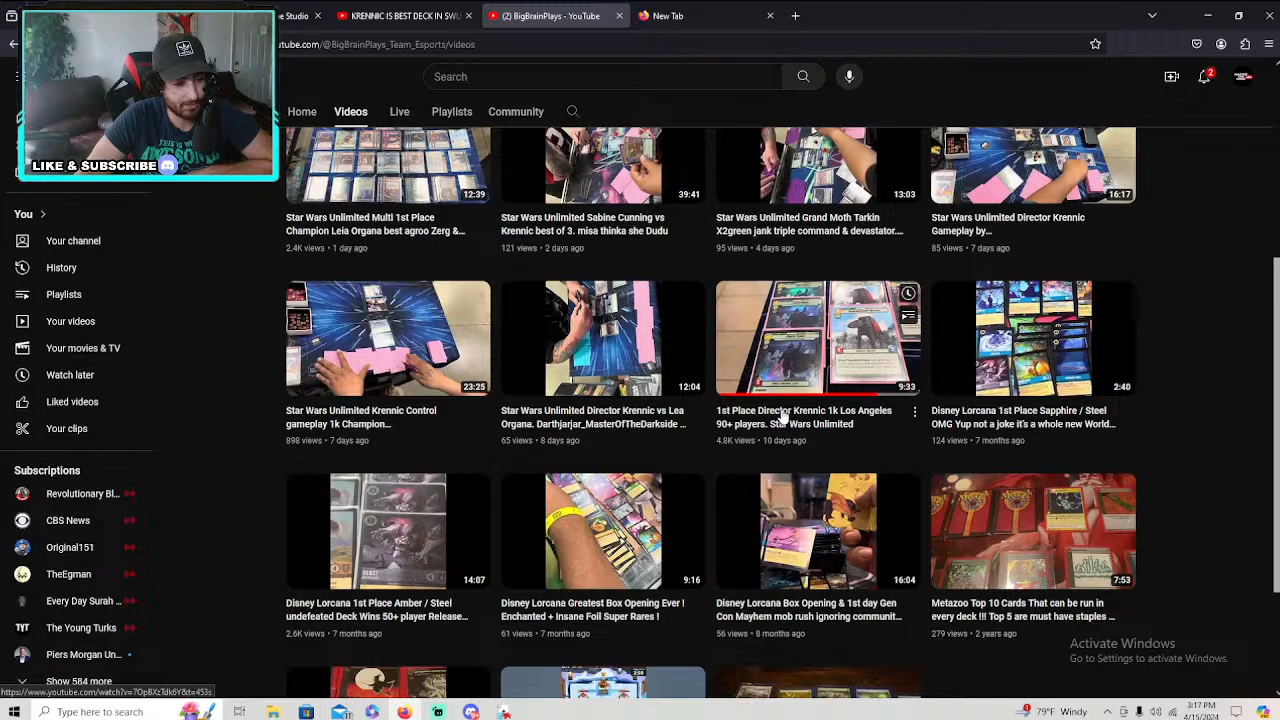 e Studio
KRENNIC IS BEST DECK IN SWU
(2) BigBrainPlays - YouTube
New Tab
tube.com/@BigBrainPlays_Team_Esports/videos
Search
2
Home
Videos
Live
Playlists
Community
LIKE & SUBSCRIBE
12:39
39:41
13:03
16:17
Star Wars Unlimited Multi 1st Place
Champion Leia Organa best agroo Zerg &...
2.4K views • 1 day ago
Star Wars Unlimited Sabine Cunning vs
Krennic best of 3. misa thinka she Dudu
121 views • 2 days ago
Star Wars Unlimited Grand Moth Tarkin
X2green jank triple command & devastator....
95 views • 4 days ago
Star Wars Unlimited Director Krennic
Gameplay by...
85 views • 7 days ago
You
Your channel
History
Playlists
Your videos
Your movies & TV
Watch later
Liked videos
Your clips
23:25
12:04
9:33
2:40
Star Wars Unlimited Krennic Control
gameplay 1k Champion...
898 views • 7 days ago
Star Wars Unlimited Director Krennic vs Lea
Organa. Darthjarjar_MasterOfTheDarkside ...
65 views • 8 days ago
1st Place Director Krennic 1k Los Angeles
90+ players. Star Wars Unlimited
4.8K views • 10 days ago
Disney Lorcana 1st Place Sapphire / Steel
OMG Yup not a joke it's a whole new World...
124 views • 7 months ago
Subscriptions
Revolutionary Bl...
CBS News
Original151
TheEgman
Every Day Surah ...
The Young Turks
Piers Morgan Un...
Show 584 more
14:07
9:16
16:04
7:53
Disney Lorcana 1st Place Amber / Steel
undefeated Deck Wins 50+ player Release...
2.6K views • 7 months ago
Disney Lorcana Greatest Box Opening Ever !
Enchanted + Insane Foil Super Rares !
61 views • 7 months ago
Disney Lorcana Box Opening & 1st day Gen
Con Mayhem mob rush ignoring communit...
56 views • 8 months ago
Metazoo Top 10 Cards That can be run in
every deck !!! Top 5 are must have staples ...
279 views • 2 years ago
Activate Windows
Go to Settings to activate Windows.
https://www.youtube.com/watch?v=7OpBXzTdk6Y&t=453s
Type here to search
79°F Windy
3:17 PM
4/15/2024